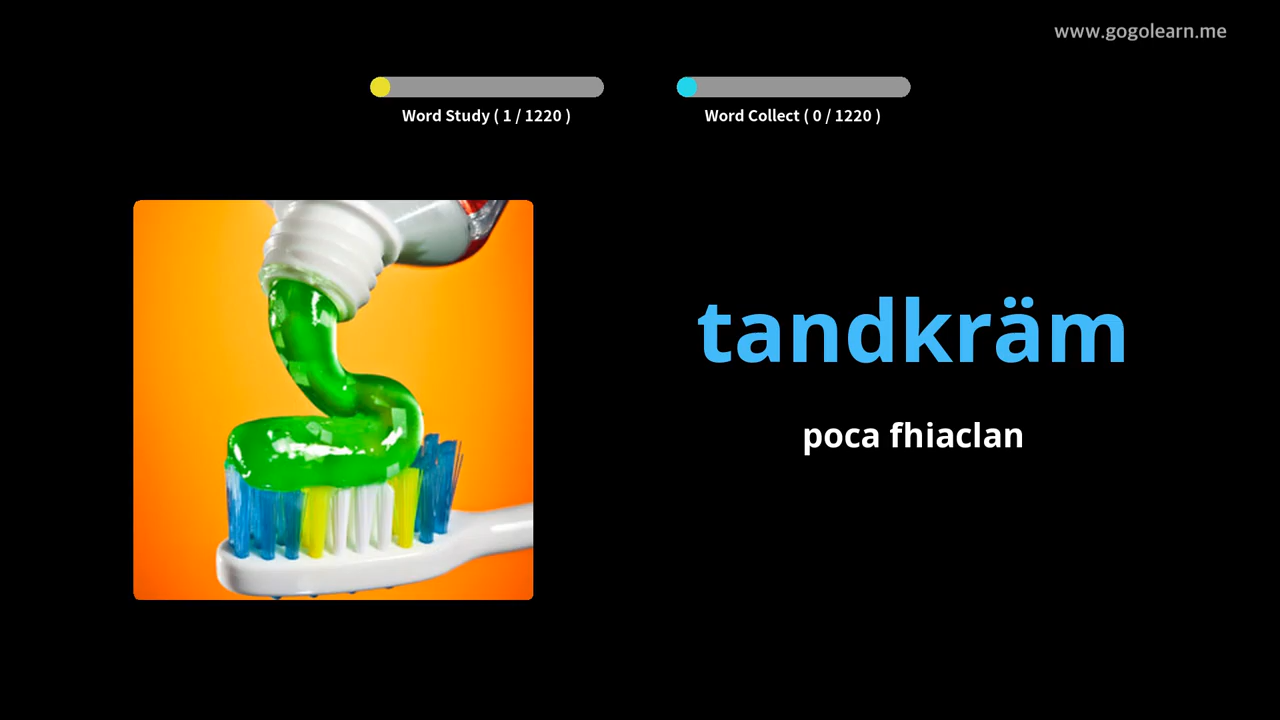 www.gogolearn.me
Word Study ( 1 / 1220 )
Word Collect ( 0 / 1220 )
tandkräm
poca fhiaclan